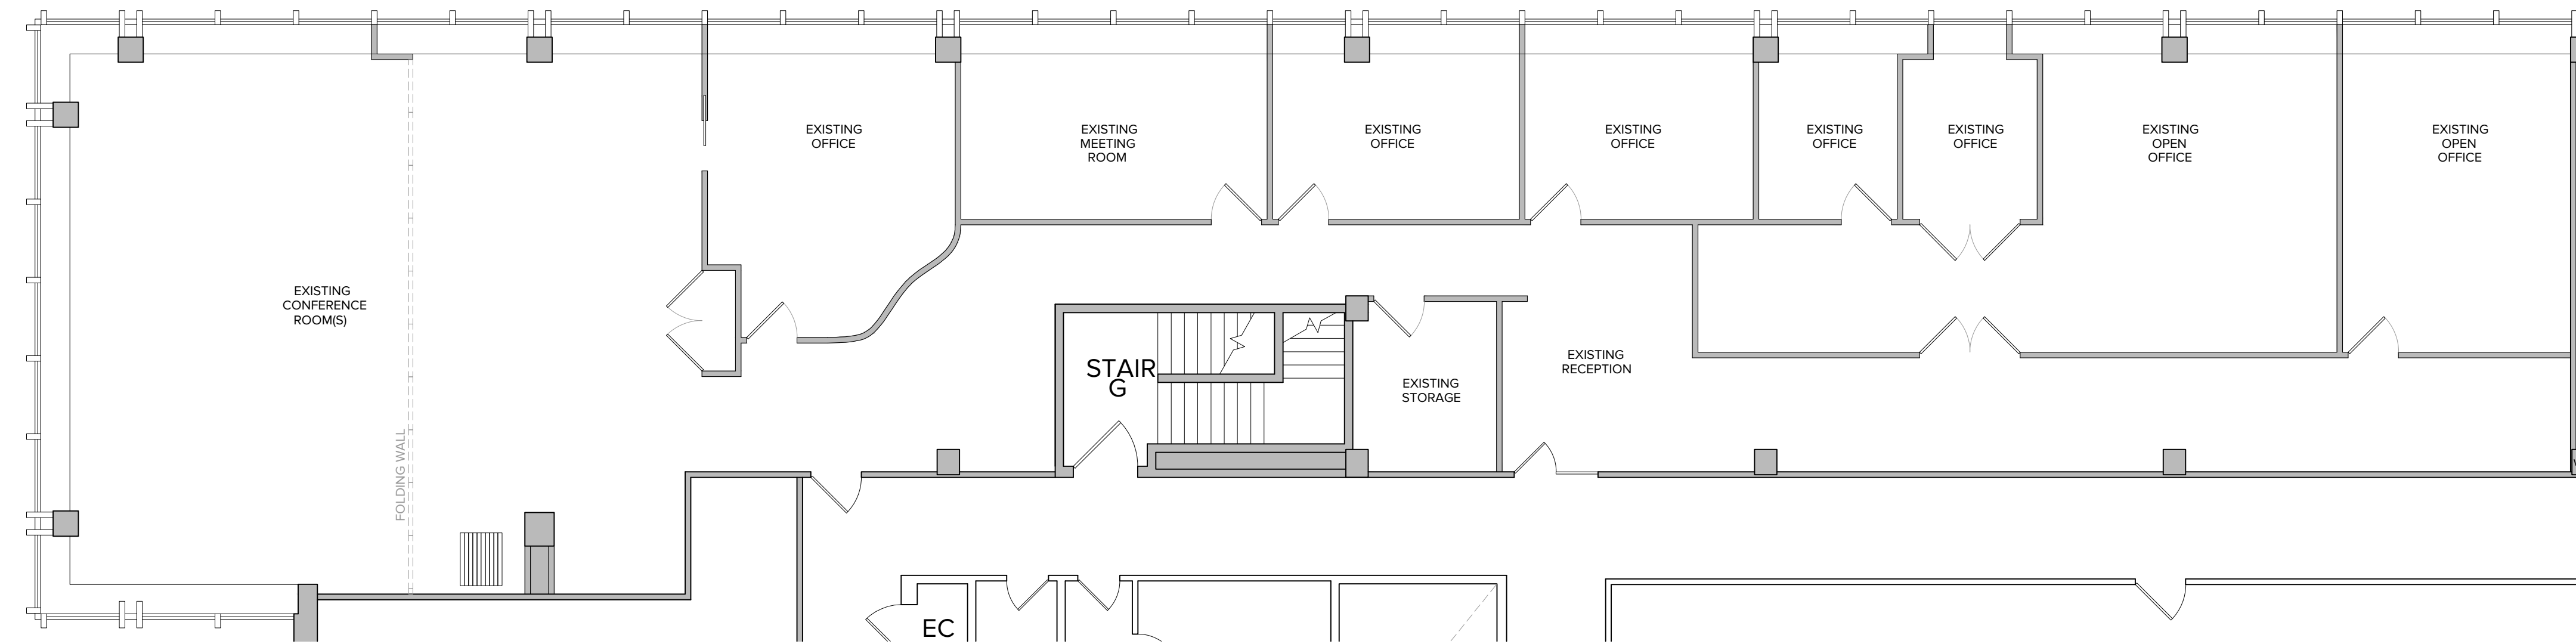 EXISTING
OFFICE
EXISTING
MEETING
ROOM
EXISTING
OFFICE
EXISTING
OFFICE
EXISTING
OFFICE
EXISTING
OFFICE
EXISTING
OPEN
OFFICE
EXISTING
OPEN
OFFICE
EXISTING
CONFERENCE
ROOM(S)
FOLDING WALL
STAIR
G
EXISTING
STORAGE
EXISTING
RECEPTION
EC